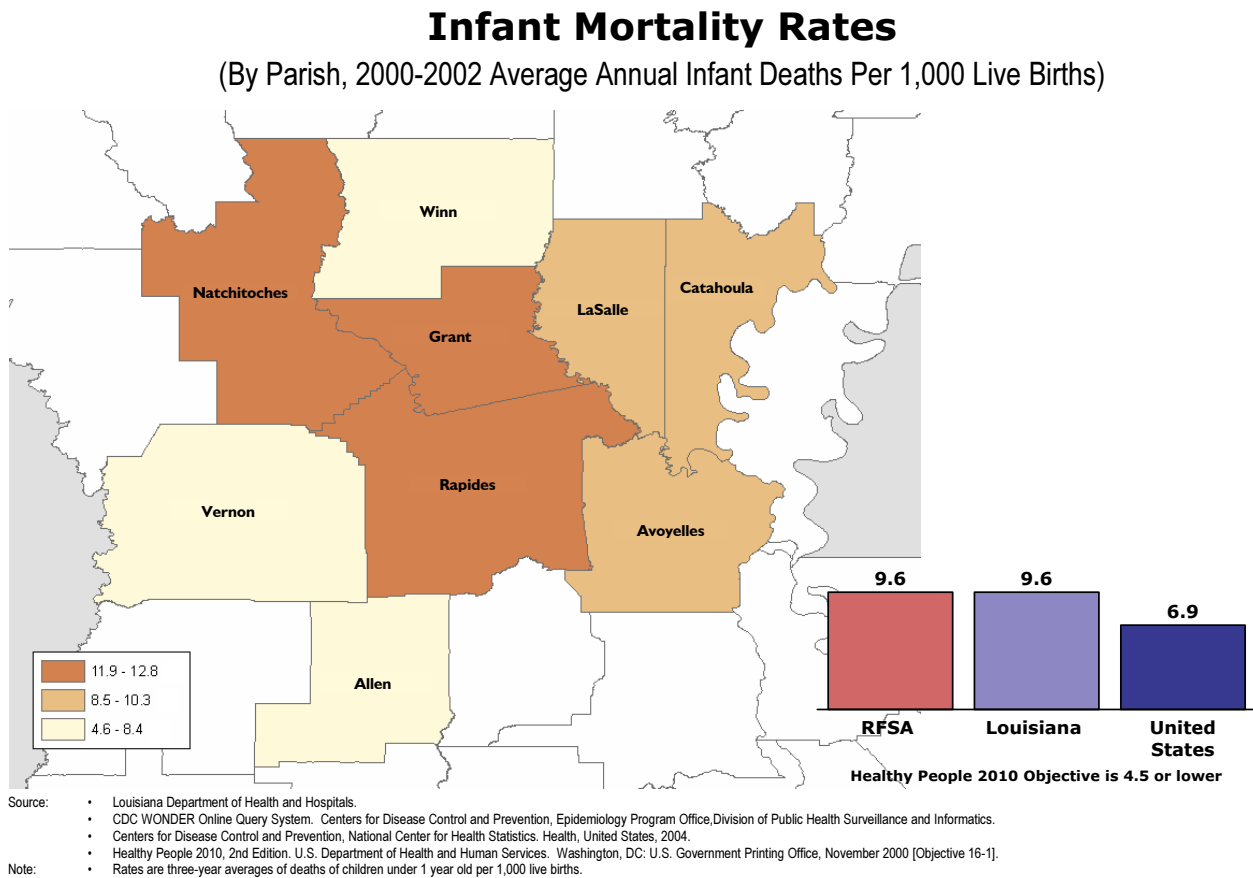 Infant Mortality Rates
(By Parish, 2000-2002 Average Annual Infant Deaths Per 1,000 Live Births)
Winn
Natchitoches
Catahoula
LaSalle
Grant
Rapides
Vernon
Avoyelles
Allen
11.9 - 12.8
8.5 - 10.3
4.6 - 8.4
9.6
9.6
6.9
RFSA
Louisiana
United
States
Healthy People 2010 Objective is 4.5 or lower
Source:
• Louisiana Department of Health and Hospitals.
• CDC WONDER Online Query System. Centers for Disease Control and Prevention, Epidemiology Program Office,Division of Public Health Surveillance and Informatics.
• Centers for Disease Control and Prevention, National Center for Health Statistics. Health, United States, 2004.
• Healthy People 2010, 2nd Edition. U.S. Department of Health and Human Services. Washington, DC: U.S. Government Printing Office, November 2000 [Objective 16-1].
Note:
• Rates are three-year averages of deaths of children under 1 year old per 1,000 live births.